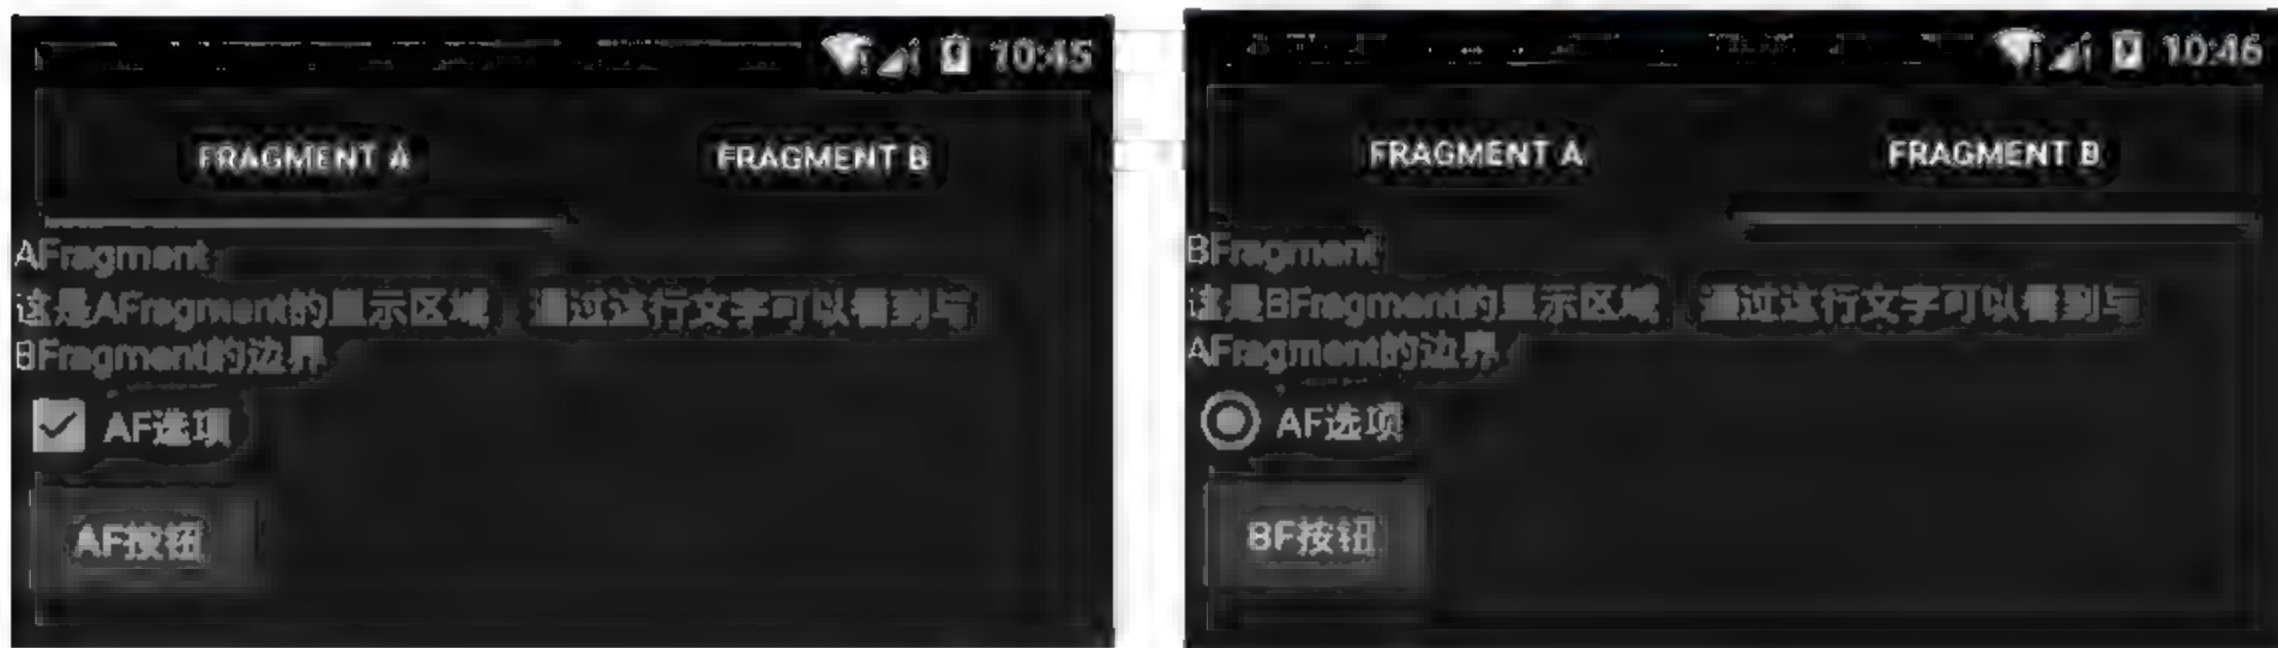 10:45
FRAGMENT A FRAGMENT B
AFragment
这是AFragment的显示区域，通过这行文字可以看到与
BFragment的边界
AF选项
AF按钮
10:46
FRAGMENT A FRAGMENT B
BFragment
这是BFragment的显示区域，通过这行文字可以看到与
AFragment的边界
AF选项
BF按钮